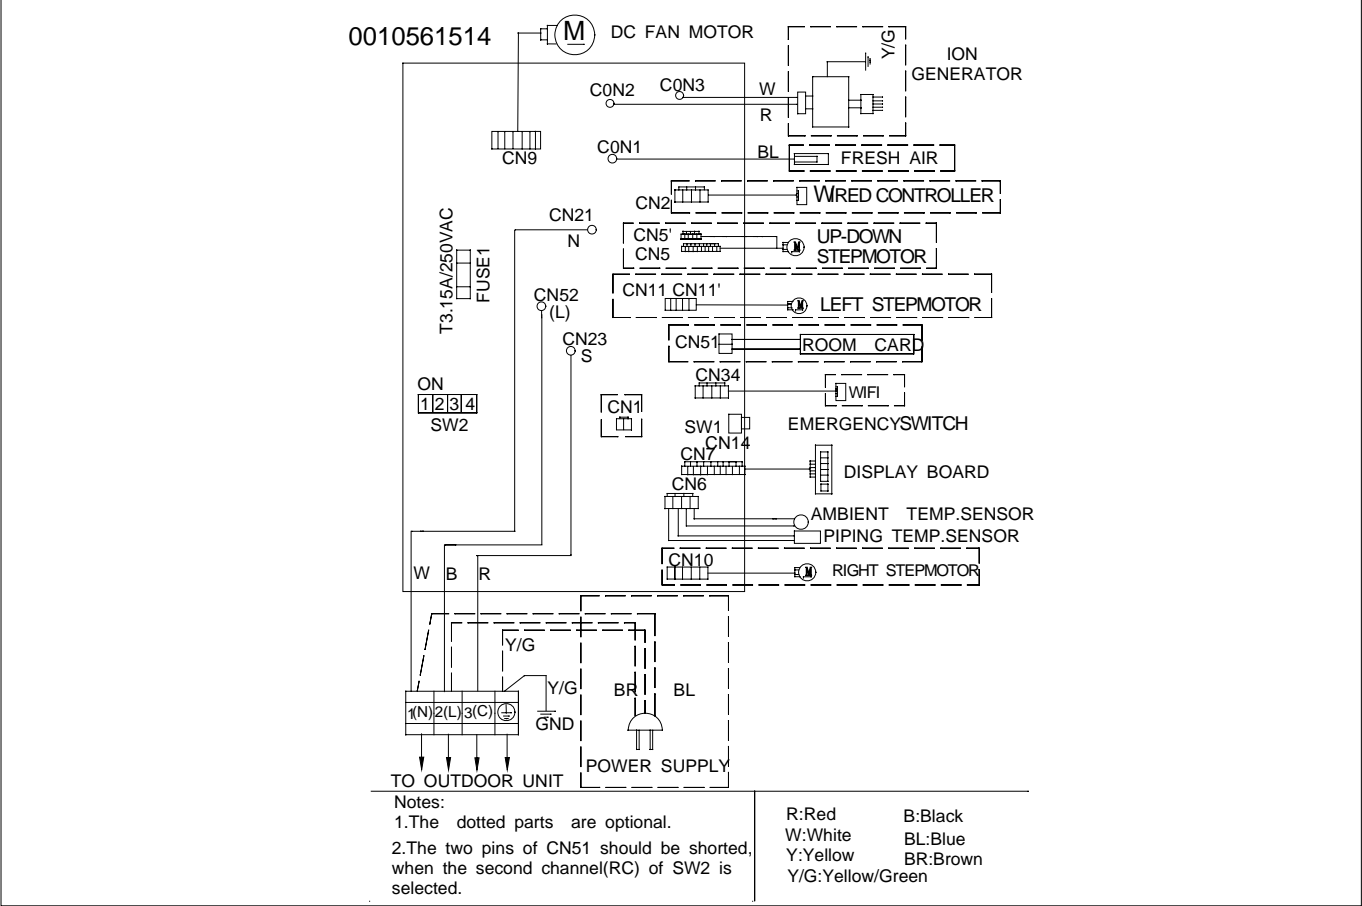 0010561514
M
DC FAN MOTOR
Y/G
ION
GENERATOR
C0N2
C0N3
W
R
CN9
C0N1
BL
FRESH AIR
CN2
WIRED CONTROLLER
CN21
N
CN5'
CN5
M
UP-DOWN
STEPMOTOR
T3.15A/250VAC
FUSE1
CN11 CN11'
M
LEFT STEPMOTOR
CN52
(L)
CN23
S
CN51
ROOM CARD
CN34
WIFI
ON
1 2 3 4
SW2
CN1
SW1
EMERGENCY SWITCH
CN14
CN7
DISPLAY BOARD
CN6
AMBIENT TEMP.SENSOR
PIPING TEMP.SENSOR
CN10
M
RIGHT STEPMOTOR
W B R
Y/G
Y/G
BR
BL
1(N) 2(L) 3(C)
GND
POWER SUPPLY
TO OUTDOOR UNIT
Notes:
1.The dotted parts are optional.
2.The two pins of CN51 should be shorted,
when the second channel(RC) of SW2 is
selected.
R:Red
B:Black
W:White
BL:Blue
Y:Yellow
BR:Brown
Y/G:Yellow/Green